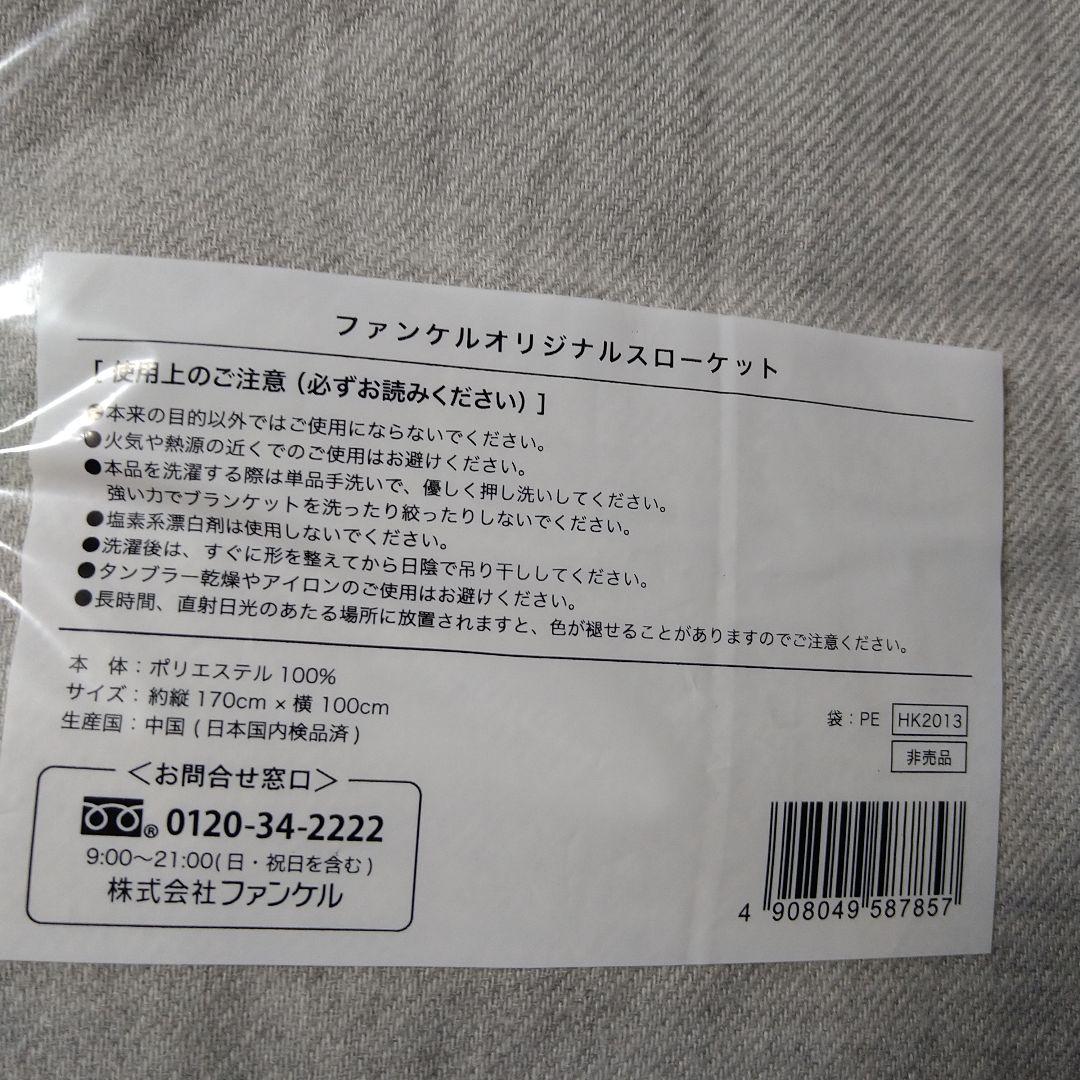 ファンケルオリジナルスローケット
[ 使用上のご注意 (必ずお読みください) ]
●本来の目的以外ではご使用にならないでください。
●火気や熱源の近くでのご使用はお避けください。
●本品を洗濯する際は単品手洗いで、優しく押し洗いしてください。
強い力でブランケットを洗ったり絞ったりしないでください。
●塩素系漂白剤は使用しないでください。
●洗濯後は、すぐに形を整えてから日陰で吊り干ししてください。
●タンブラー乾燥やアイロンのご使用はお避けください。
●長時間、直射日光のあたる場所に放置されますと、色が褪せることがありますのでご注意ください。
本 体：ポリエステル 100%
サイズ：約縦 170cm × 横 100cm
生産国：中国 ( 日本国内検品済 )
袋：PE HK2013
非売品
＜お問合せ窓口＞
® 0120-34-2222
9:00～21:00( 日・祝日を含む )
株式会社ファンケル
4 908049 587857